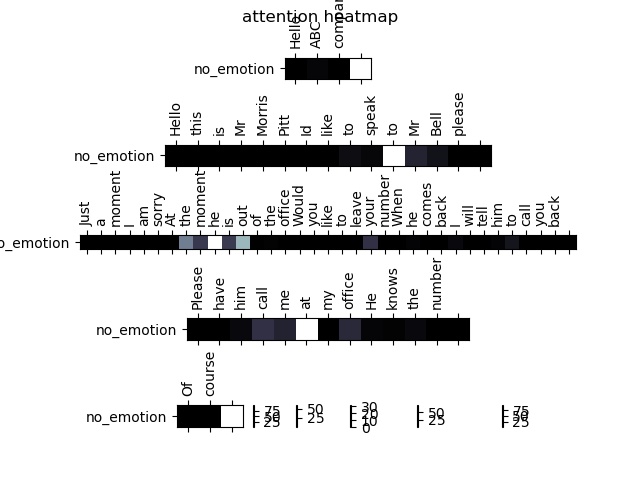 attention heatmap
Hello ABC
no_emotion
Hello this is Mr Morris Pitt Id like to speak to Mr Bell please
no_emotion
Just a moment I am sorry At the moment he is out of the office Would you like to leave your number When he comes back I will tell him to call you back
o_emotion
Please have him call me at my office He knows the number
no_emotion
Of course
no_emotion
75 50 25
50 25
30 20 10 0
50 25
75 50 25